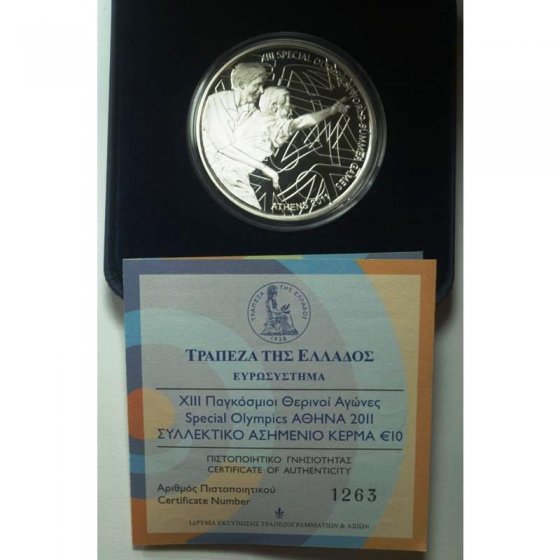 XIII SPECIAL OLYMPICS WORLD SUMMER GAMES
ATHENS 2011
ΤΡΑΠΕΖΑ ΤΗΣ ΕΛΛΑΔΟΣ
1928
ΤΡΑΠΕΖΑ ΤΗΣ ΕΛΛΑΔΟΣ
ΕΥΡΩΣΥΣΤΗΜΑ
XIII Παγκόσμιοι Θερινοί Αγώνες
Special Olympics ΑΘΗΝΑ 2011
ΣΥΛΛΕΚΤΙΚΟ ΑΣΗΜΕΝΙΟ ΚΕΡΜΑ €10
ΠΙΣΤΟΠΟΙΗΤΙΚΟ ΓΝΗΣΙΟΤΗΤΑΣ
CERTIFICATE OF AUTHENTICITY
Αριθμός Πιστοποιητικού
Certificate Number 1263
ΙΔΡΥΜΑ ΕΚΤΥΠΩΣΗΣ ΤΡΑΠΕΖΟΓΡΑΜΜΑΤΙΩΝ & ΑΞΙΩΝ